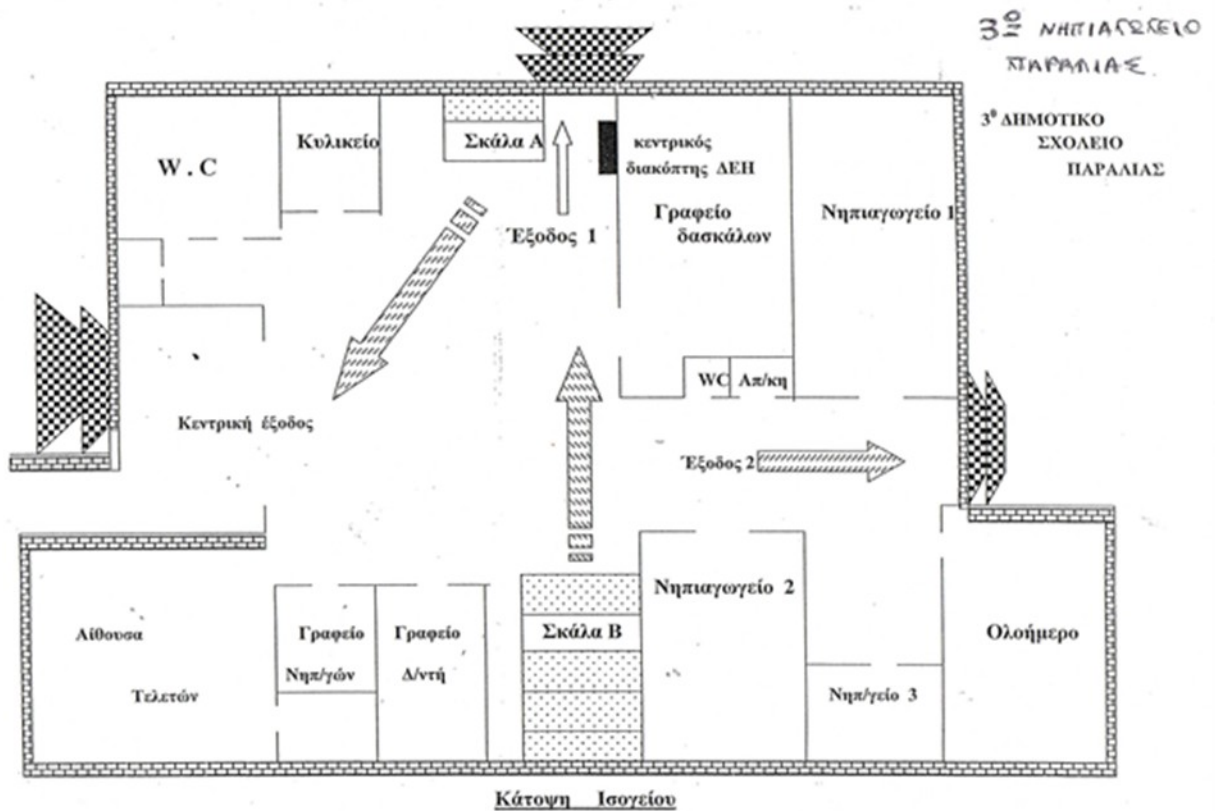 3ο ΝΗΠΙΑΓΩΓΕΙΟ
ΠΑΡΑΛΙΑΣ
3⁰ ΔΗΜΟΤΙΚΟ
ΣΧΟΛΕΙΟ
ΠΑΡΑΛΙΑΣ
W . C
Κυλικείο
Σκάλα Α
κεντρικός
διακόπτης ΔΕΗ
Γραφείο
δασκάλων
Νηπιαγωγείο 1
Έξοδος 1
WC
Απ/κη
Κεντρική έξοδος
Έξοδος 2
Αίθουσα
Τελετών
Γραφείο
Νηπ/γών
Γραφείο
Δ/ντή
Σκάλα Β
Νηπιαγωγείο 2
Νηπ/γείο 3
Ολοήμερο
Κάτοψη Ισογείου